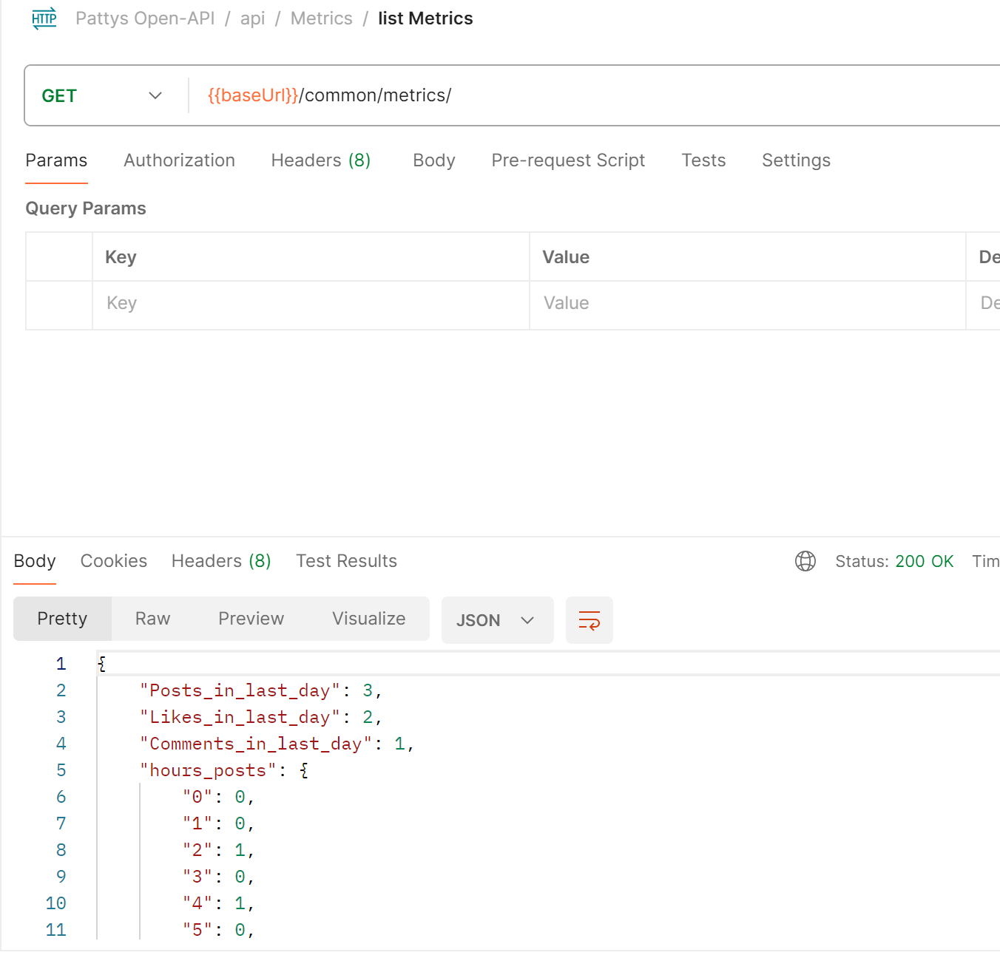 HTTP Pattys Open-API / api / Metrics / list Metrics
GET {{baseUrl}}/common/metrics/
Params Authorization Headers (8) Body Pre-request Script Tests Settings
Query Params
Key Value De
Key Value De
Body Cookies Headers (8) Test Results Status: 200 OK Tim
Pretty Raw Preview Visualize JSON
1 {
2 "Posts_in_last_day": 3,
3 "Likes_in_last_day": 2,
4 "Comments_in_last_day": 1,
5 "hours_posts": {
6 "0": 0,
7 "1": 0,
8 "2": 1,
9 "3": 0,
10 "4": 1,
11 "5": 0,